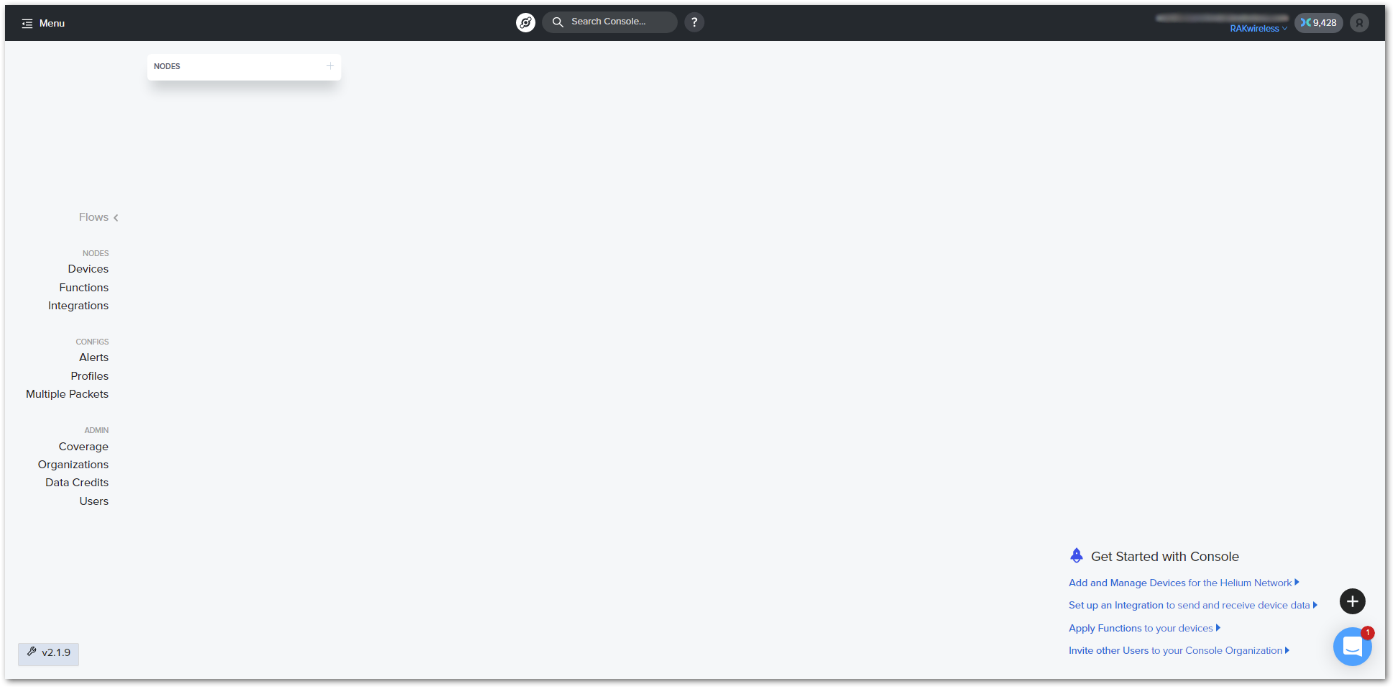 Menu
Search Console...
?
RAKwireless
9,428
R
NODES
+
Flows
NODES
Devices
Functions
Integrations
CONFIGS
Alerts
Profiles
Multiple Packets
ADMIN
Coverage
Organizations
Data Credits
Users
Get Started with Console
Add and Manage Devices for the Helium Network
Set up an Integration to send and receive device data
Apply Functions to your devices
Invite other Users to your Console Organization
+
1
v2.1.9